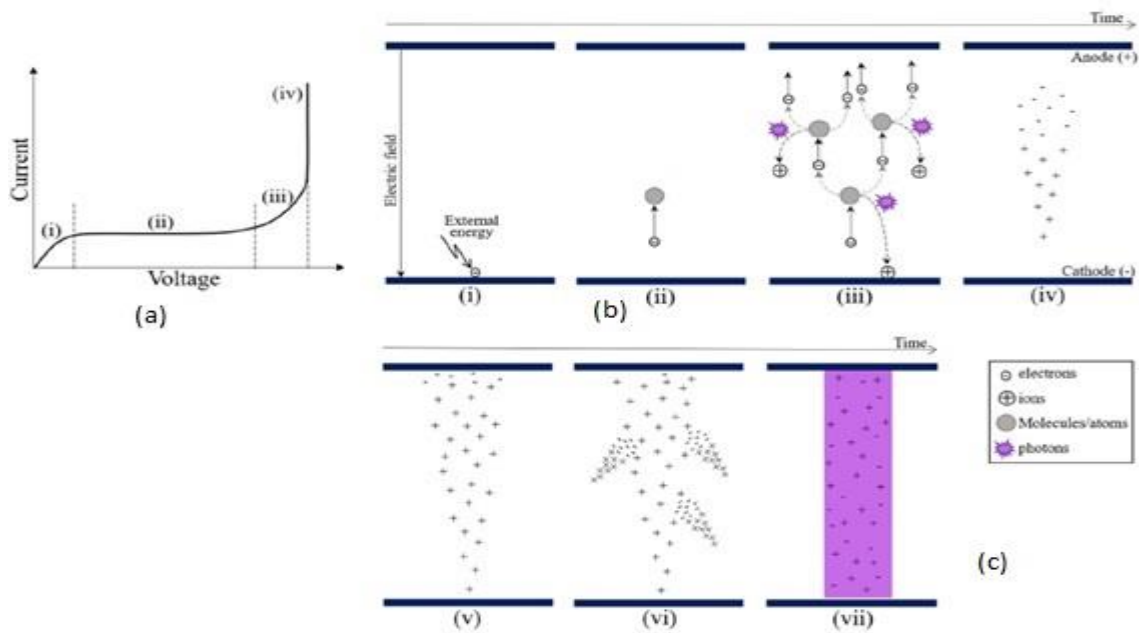 Current
(i)
(ii)
(iii)
(iv)
Voltage
(a)
Time
Anode (+)
Electric field
External
energy
Cathode (-)
(i)
(ii)
(iii)
(iv)
(b)
Time
electrons
ions
Molecules/atoms
photons
(v)
(vi)
(vii)
(c)